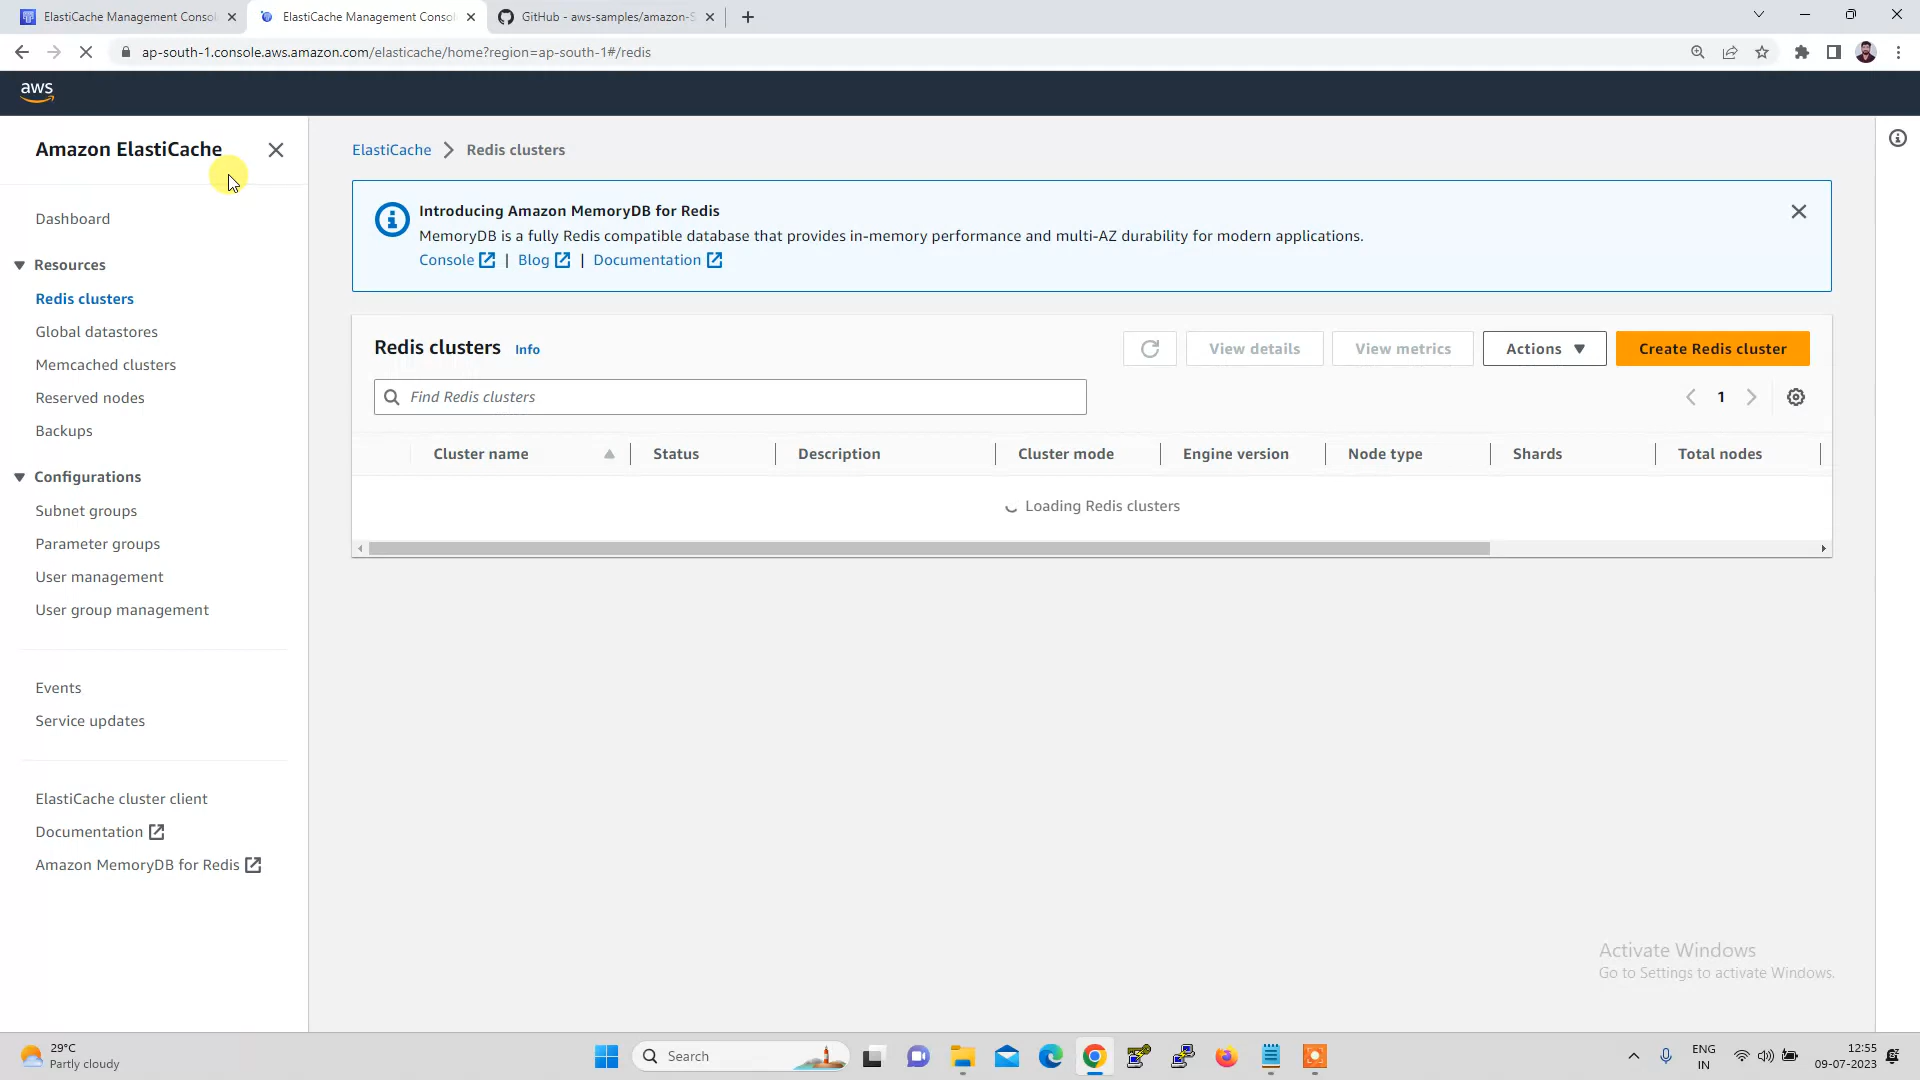 ElastiCache Management Consol
ElastiCache Management Consol
GitHub - aws-samples/amazon-S
ap-south-1.console.aws.amazon.com/elasticache/home?region=ap-south-1#/redis
aws
Amazon ElastiCache
Dashboard
Resources
Redis clusters
Global datastores
Memcached clusters
Reserved nodes
Backups
Configurations
Subnet groups
Parameter groups
User management
User group management
Events
Service updates
ElastiCache cluster client
Documentation
Amazon MemoryDB for Redis
ElastiCache > Redis clusters
Introducing Amazon MemoryDB for Redis
MemoryDB is a fully Redis compatible database that provides in-memory performance and multi-AZ durability for modern applications.
Console | Blog | Documentation
Redis clusters Info
View details
View metrics
Actions
Create Redis cluster
Find Redis clusters
1
Cluster name Status Description Cluster mode Engine version Node type Shards Total nodes
Loading Redis clusters
Activate Windows
Go to Settings to activate Windows.
29°C
Partly cloudy
Search
ENG
IN
12:55
09-07-2023